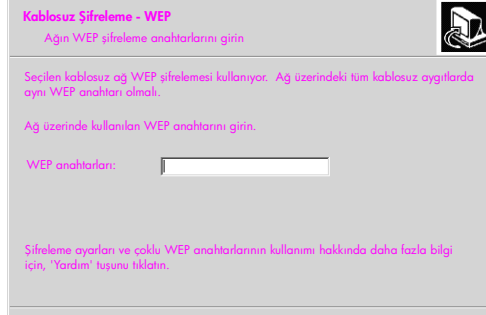 Kablosuz Şifreleme - WEP
Ağın WEP şifreleme anahtarlarını girin
Seçilen kablosuz ağ WEP şifrelemesi kullanıyor. Ağ üzerindeki tüm kablosuz aygıtlarda
aynı WEP anahtarı olmalı.
Ağ üzerinde kullanılan WEP anahtarını girin.
WEP anahtarları:
Şifreleme ayarları ve çoklu WEP anahtarlarının kullanımı hakkında daha fazla bilgi
için, 'Yardım' tuşunu tıklatın.